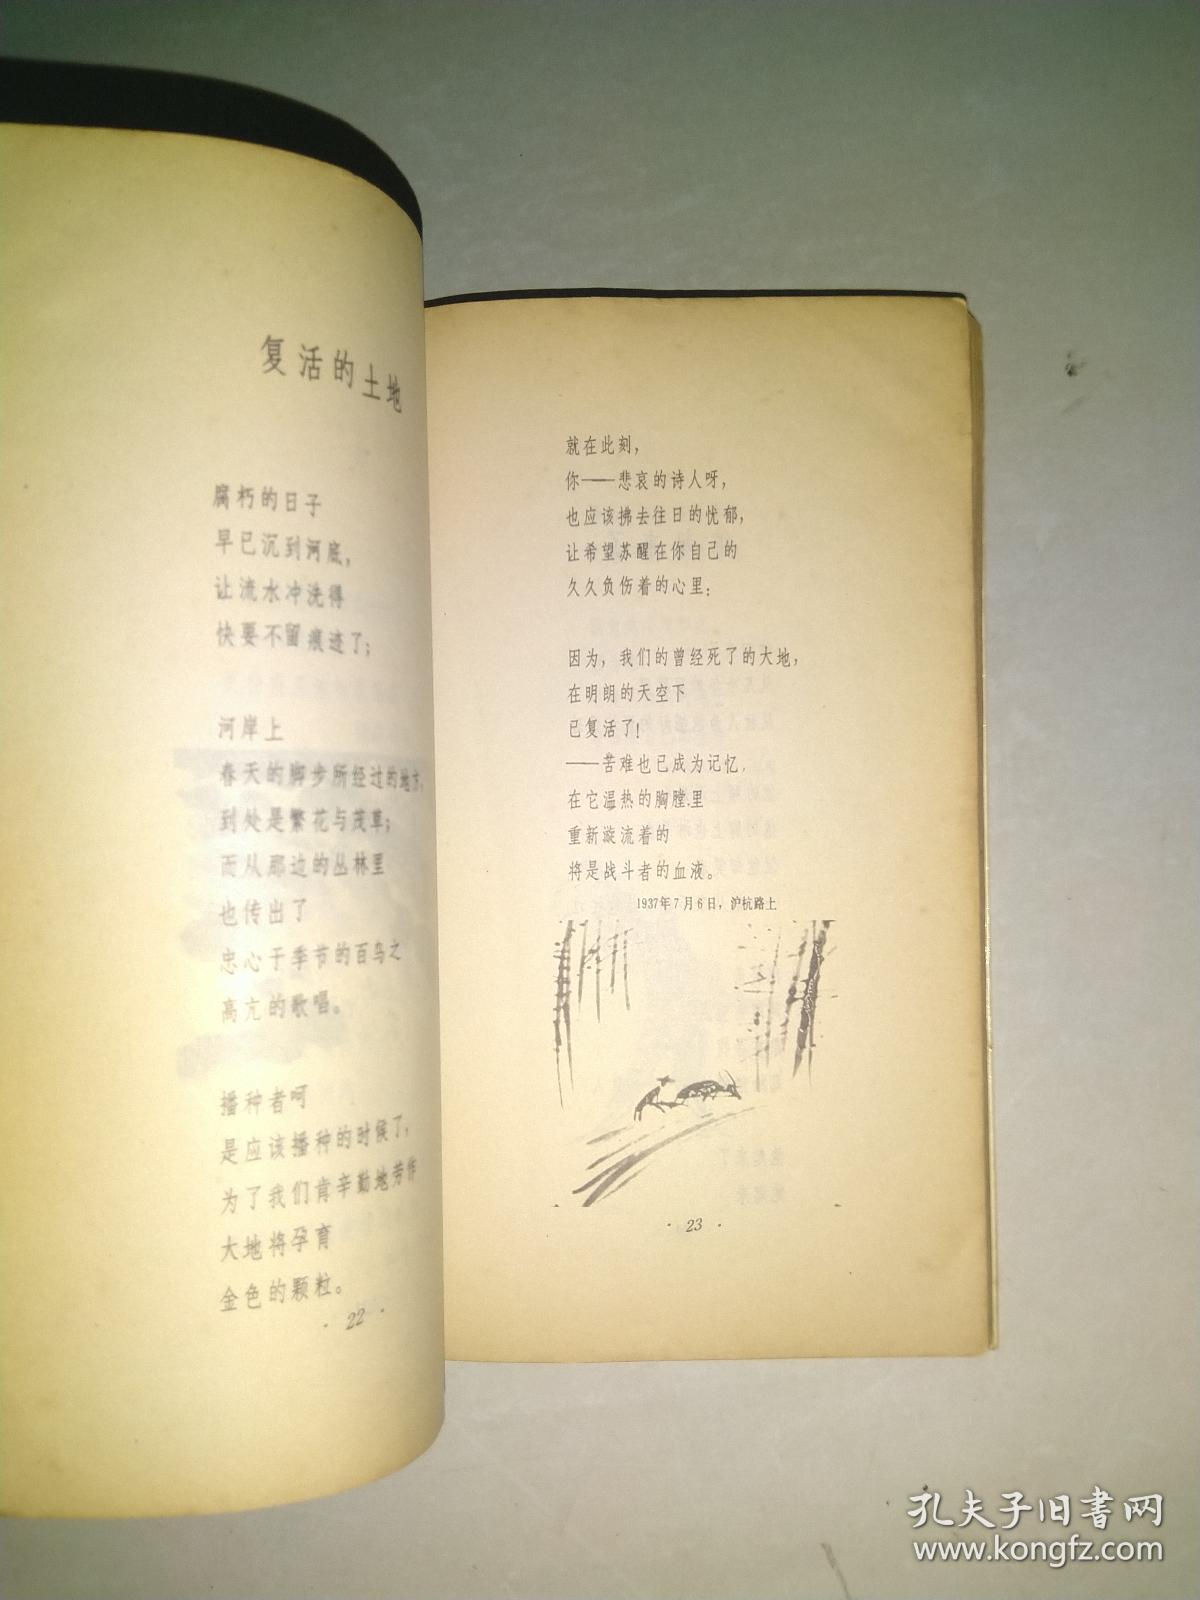 复活的土地
腐朽的日子
早已沉到河底，
让流水冲洗得
快要不留痕迹了；
河岸上
春天的脚步所经过的地方，
到处是繁花与茂草；
而从那边的丛林里
也传出了
忠心于季节的百鸟之
高亢的歌唱。
播种者呵
是应该播种的时候了，
为了我们肯辛勤地劳作
大地将孕育
金色的颗粒。
· 22 ·
就在此刻，
你——悲哀的诗人呀，
也应该拂去往日的忧郁，
让希望苏醒在你自己的
久久负伤着的心里：
因为，我们的曾经死了的大地，
在明朗的天空下
已复活了！
——苦难也已成为记忆，
在它温热的胸膛里
重新漩流着的
将是战斗者的血液。
1937年7月6日，沪杭路上
· 23 ·
孔夫子旧书网
www.kongfz.com